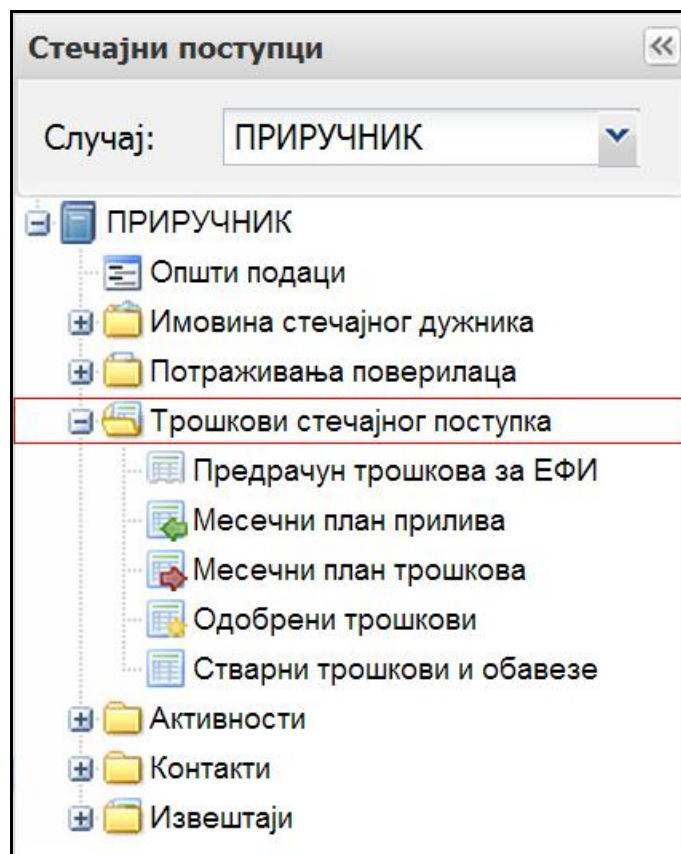 Стечајни поступци
Случај: ПРИРУЧНИК
ПРИРУЧНИК
Општи подаци
Имовина стечајног дужника
Потраживања поверилаца
Трошкови стечајног поступка
Предрачун трошкова за ЕФИ
Месечни план прилива
Месечни план трошкова
Одобрени трошкови
Стварни трошкови и обавезе
Активности
Контакти
Извештаји